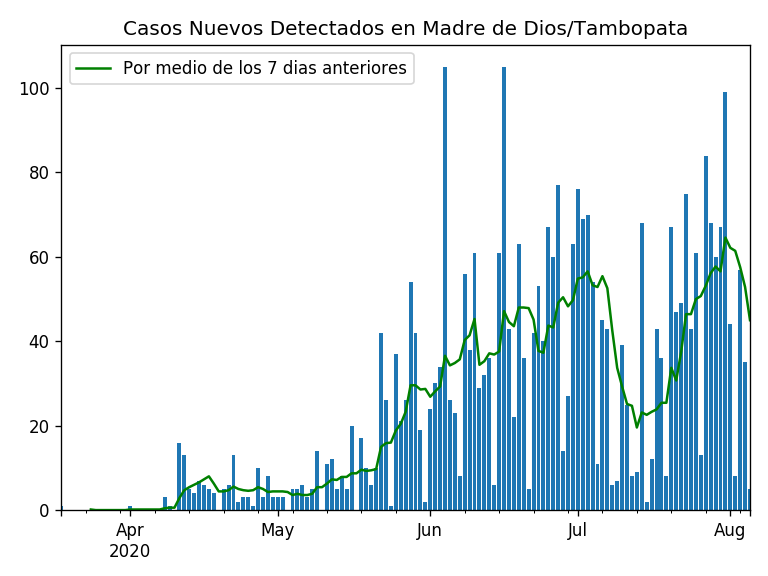 Casos Nuevos Detectados en Madre de Dios/Tambopata
Por medio de los 7 dias anteriores
100
80
60
40
20
0
Apr May Jun Jul Aug
2020